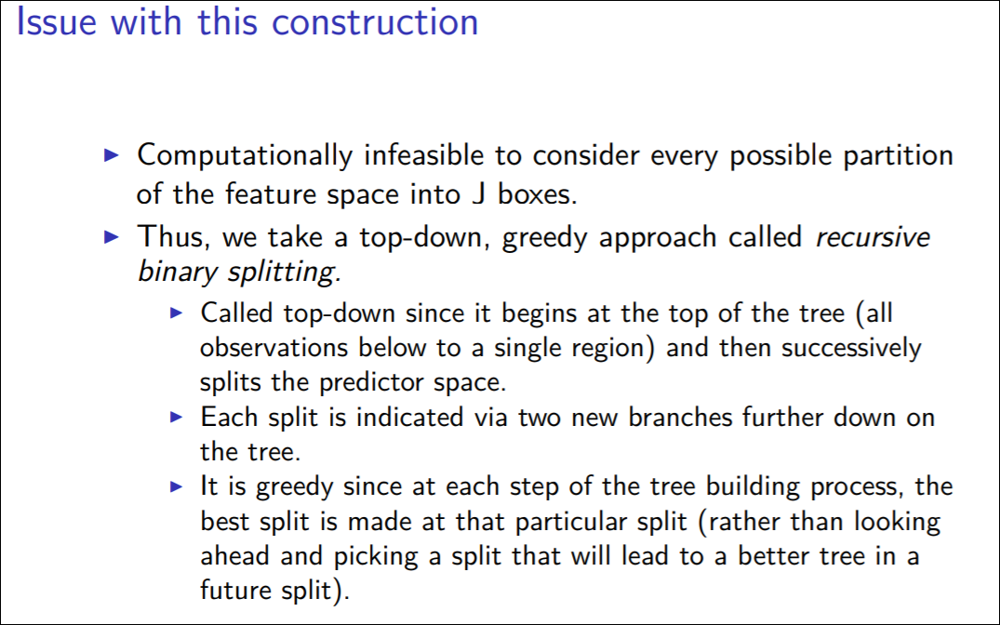 Issue with this construction
Computationally infeasible to consider every possible partition
of the feature space into J boxes.
Thus, we take a top-down, greedy approach called recursive
binary splitting.
Called top-down since it begins at the top of the tree (all
observations below to a single region) and then successively
splits the predictor space.
Each split is indicated via two new branches further down on
the tree.
It is greedy since at each step of the tree building process, the
best split is made at that particular split (rather than looking
ahead and picking a split that will lead to a better tree in a
future split).